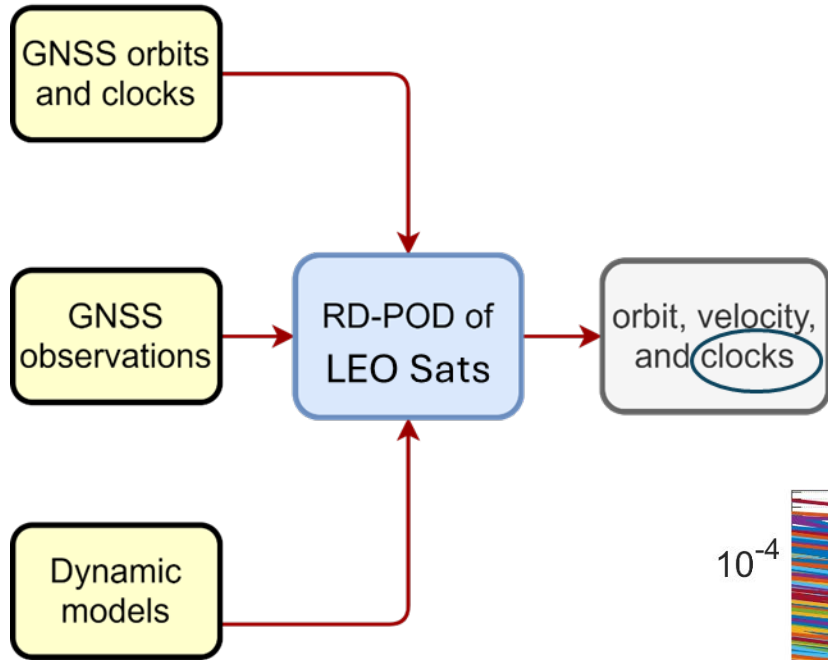 GNSS orbits
and clocks
GNSS
observations
Dynamic
models
RD-POD of
LEO Sats
orbit, velocity,
and clocks
10⁻⁴